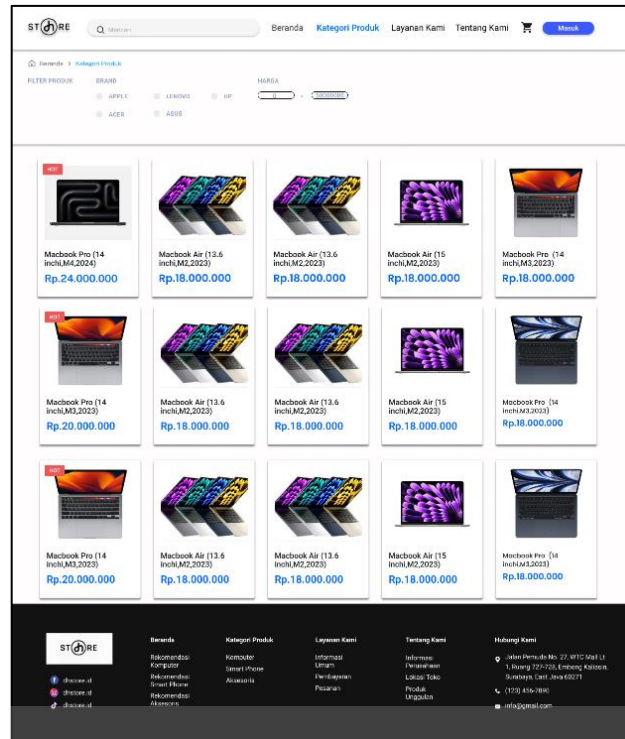 STORE
Mencari
Beranda
Kategori Produk
Layanan Kami
Tentang Kami
Masuk
Beranda > Kategori Produk
FILTER PRODUK
BRAND
HARGA
APPLE
LENOVO
HP
0
-
ACER
ASUS
HOT
Macbook Pro (14
inchi,M4,2024)
Rp.24.000.000
Macbook Air (13.6
inchi,M2,2023)
Rp.18.000.000
Macbook Air (13.6
inchi,M2,2023)
Rp.18.000.000
Macbook Air (15
inchi,M2,2023)
Rp.18.000.000
Macbook Pro (14
inchi,M3,2023)
Rp.18.000.000
HOT
Macbook Pro (14
inchi,M3,2023)
Rp.20.000.000
Macbook Air (13.6
inchi,M2,2023)
Rp.18.000.000
Macbook Air (13.6
inchi,M2,2023)
Rp.18.000.000
Macbook Air (15
inchi,M2,2023)
Rp.18.000.000
Macbook Pro (14
inchi,M3,2023)
Rp.18.000.000
HOT
Macbook Pro (14
inchi,M3,2023)
Rp.20.000.000
Macbook Air (13.6
inchi,M2,2023)
Rp.18.000.000
Macbook Air (13.6
inchi,M2,2023)
Rp.18.000.000
Macbook Air (15
inchi,M2,2023)
Rp.18.000.000
Macbook Pro (14
inchi,M3,2023)
Rp.18.000.000
STORE
dhstore.id
dhstore.id
dhstore.id
Beranda
Rekomendasi
Komputer
Rekomendasi
Smart Phone
Rekomendasi
Aksesoris
Kategori Produk
Komputer
Smart Phone
Aksesoris
Layanan Kami
Informasi
Umum
Pembayaran
Pesanan
Tentang Kami
Informasi
Perusahaan
Lokasi Toko
Produk
Unggulan
Hubungi Kami
Jalan Pemuda No. 27, WTC Mall Lt
1, Ruang 727-728, Embong Kaliasin,
Surabaya, East Java 60271
(123) 456-7890
info@gmail.com